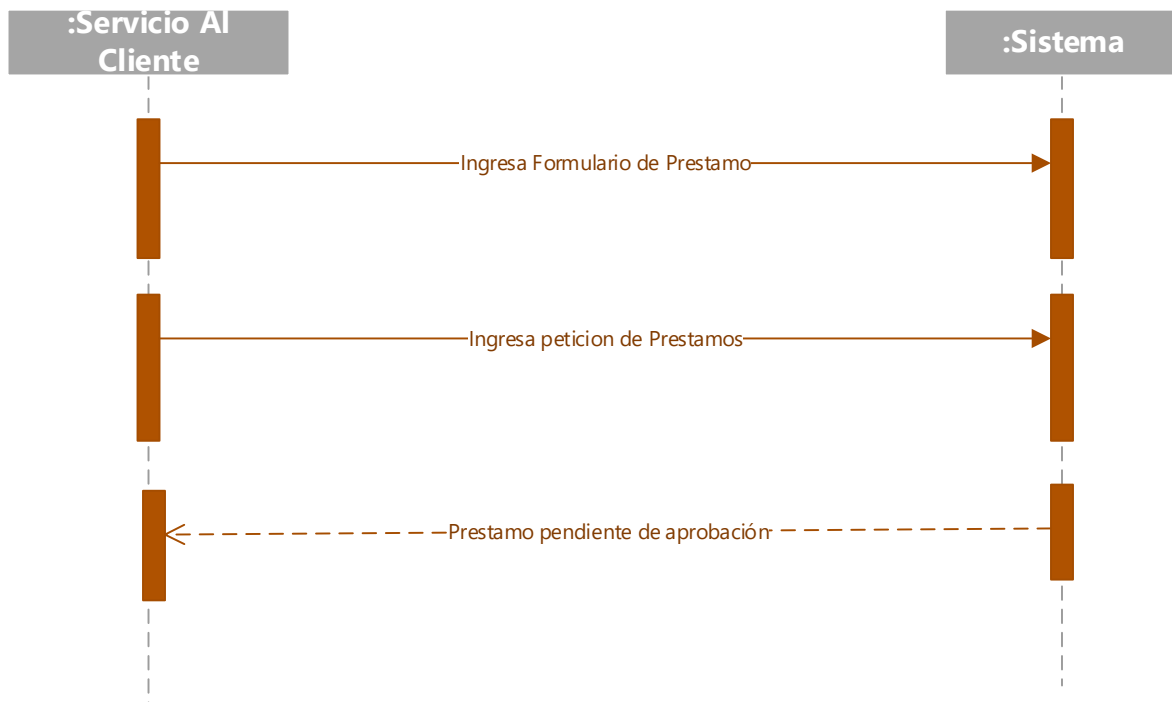 :Servicio Al
Cliente
:Sistema
Ingresa Formulario de Prestamo
Ingresa peticion de Prestamos
Prestamo pendiente de aprobación